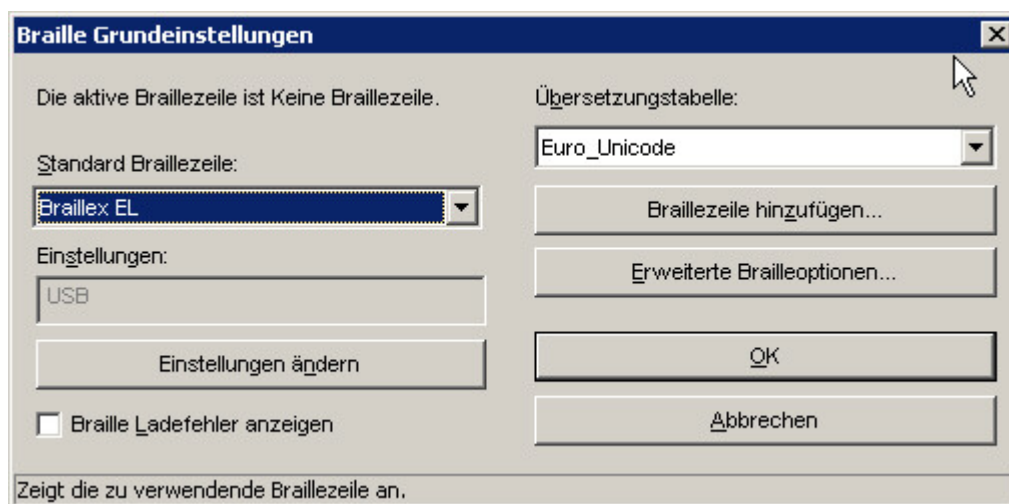 Braille Grundeinstellungen
Die aktive Braillezeile ist Keine Braillezeile.
Standard Braillezeile:
Braillex EL
Einstellungen:
USB
Einstellungen ändern
Braille Ladefehler anzeigen
Übersetzungstabelle:
Euro_Unicode
Braillezeile hinzufügen...
Erweiterte Brailleoptionen...
OK
Abbrechen
Zeigt die zu verwendende Braillezeile an.